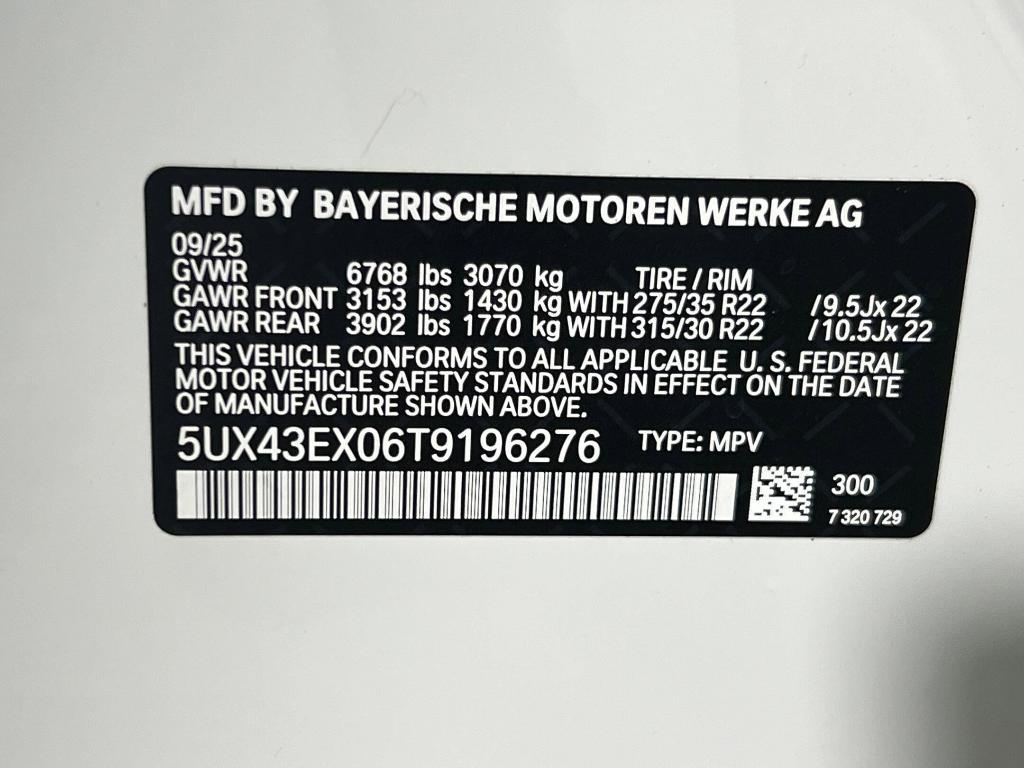 MFD BY BAYERISCHE MOTOREN WERKE AG
09/25
GVWR 6768 lbs 3070 kg TIRE / RIM
GAWR FRONT 3153 lbs 1430 kg WITH 275/35 R22 / 9.5Jx 22
GAWR REAR 3902 lbs 1770 kg WITH 315/30 R22 / 10.5Jx 22
THIS VEHICLE CONFORMS TO ALL APPLICABLE U. S. FEDERAL
MOTOR VEHICLE SAFETY STANDARDS IN EFFECT ON THE DATE
OF MANUFACTURE SHOWN ABOVE.
5UX43EX06T9196276 TYPE: MPV
300
7 320 729